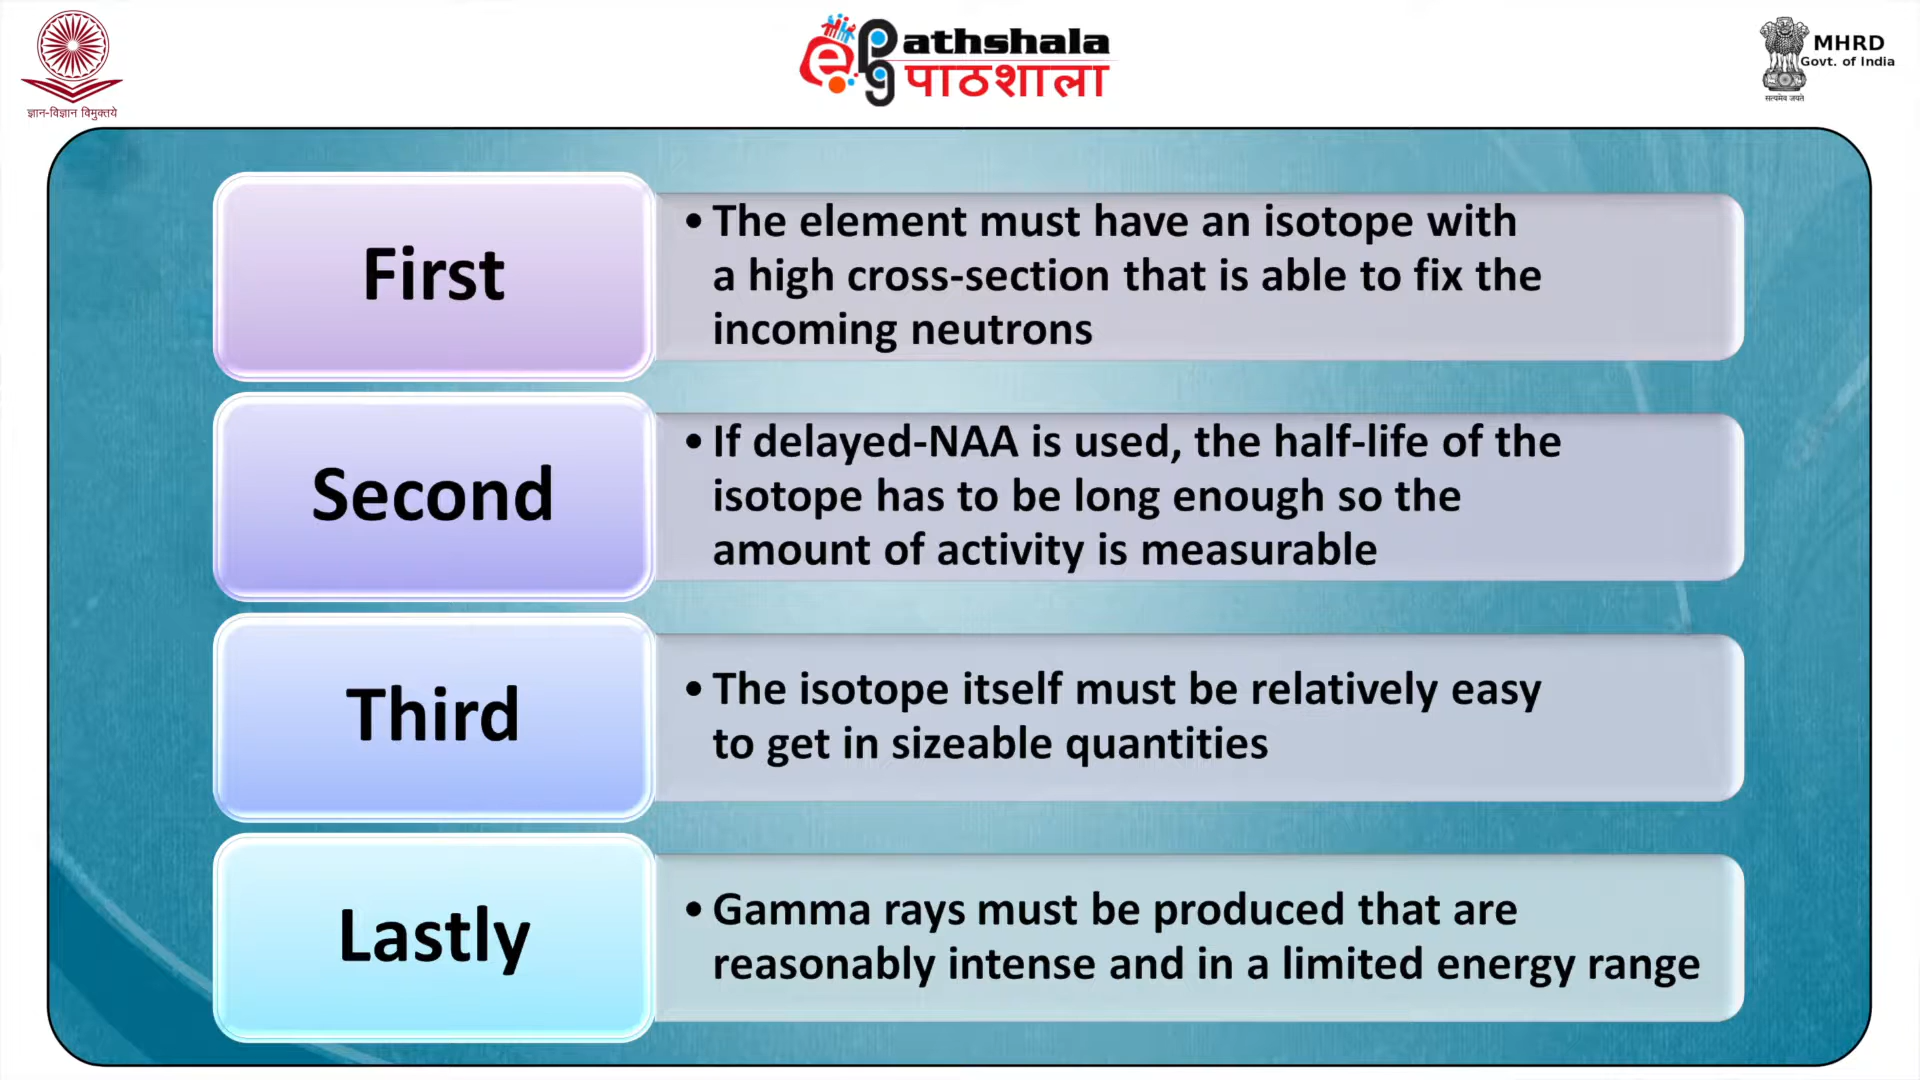 ज्ञान-विज्ञान विमुक्तये
e PG athshala
पाठशाला
MHRD
Govt. of India
सत्यमेव जयते
First
• The element must have an isotope with
a high cross-section that is able to fix the
incoming neutrons
Second
• If delayed-NAA is used, the half-life of the
isotope has to be long enough so the
amount of activity is measurable
Third
• The isotope itself must be relatively easy
to get in sizeable quantities
Lastly
• Gamma rays must be produced that are
reasonably intense and in a limited energy range